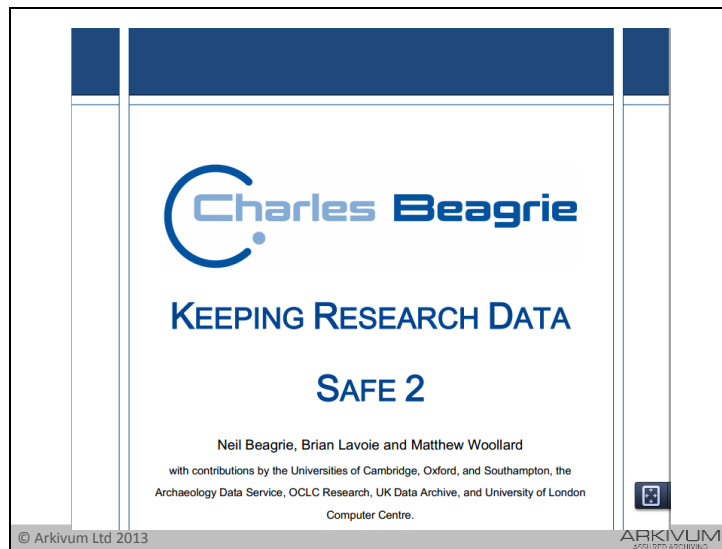 Charles Beagrie
KEEPING RESEARCH DATA
SAFE 2
Neil Beagrie, Brian Lavoie and Matthew Woollard
with contributions by the Universities of Cambridge, Oxford, and Southampton, the
Archaeology Data Service, OCLC Research, UK Data Archive, and University of London
Computer Centre.
© Arkivum Ltd 2013
ARKIVUM
ASSURED ARCHIVING